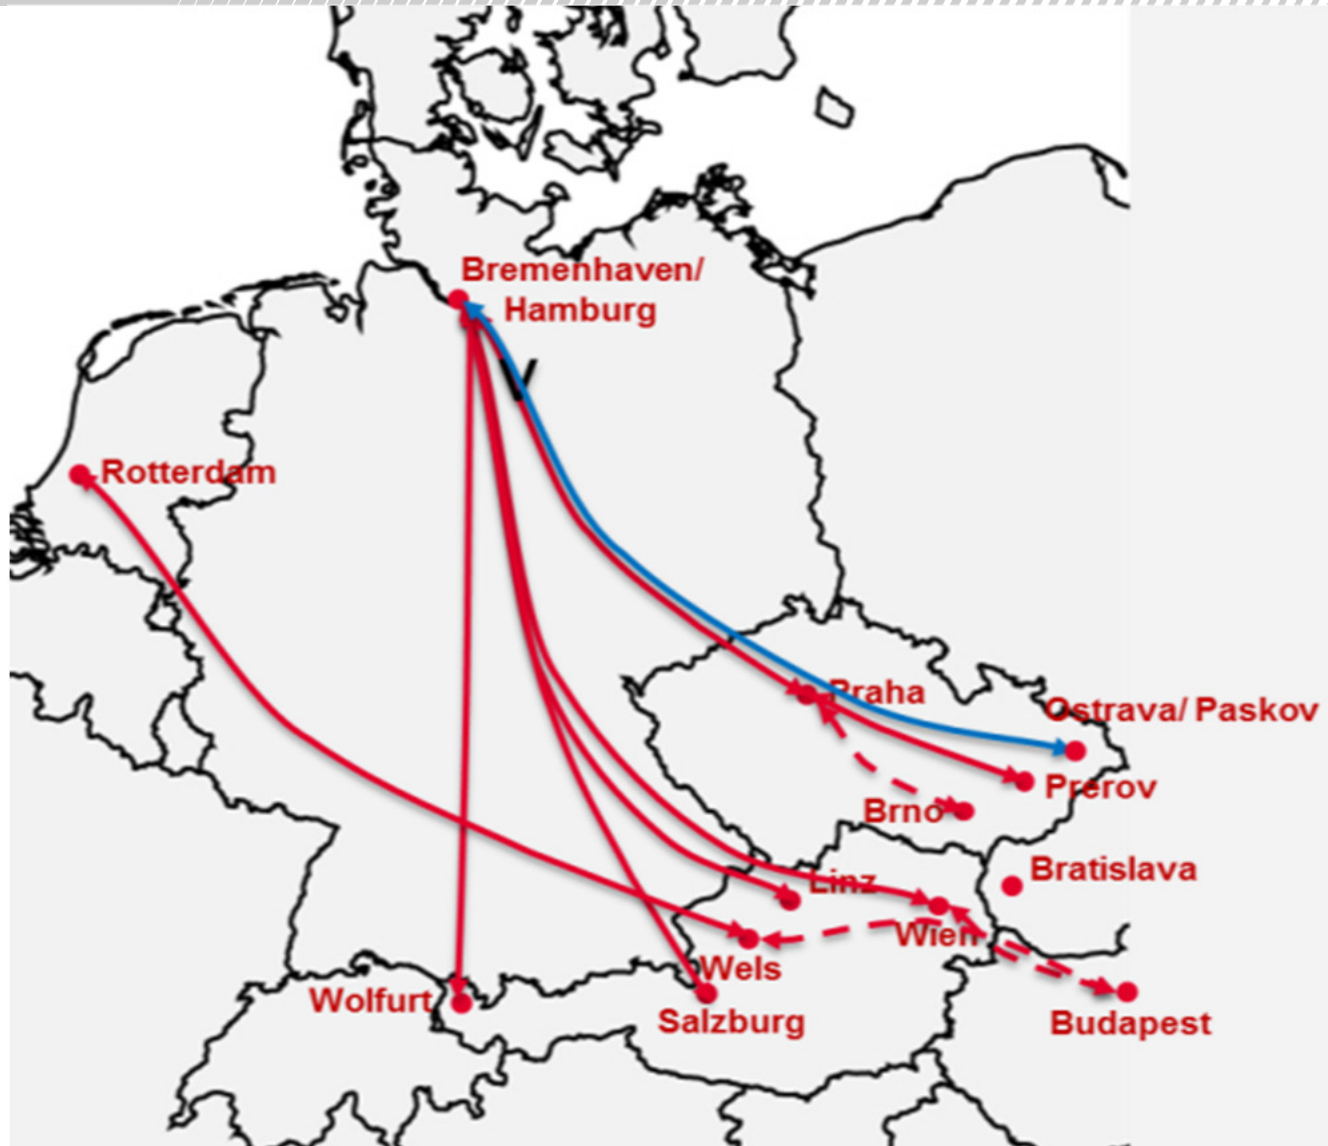 Bremenhaven/
Hamburg
V
Rotterdam
Praha
Ostrava/ Paskov
Prerov
Brno
Bratislava
Linz
Wien
Wels
Wolfurt
Salzburg
Budapest